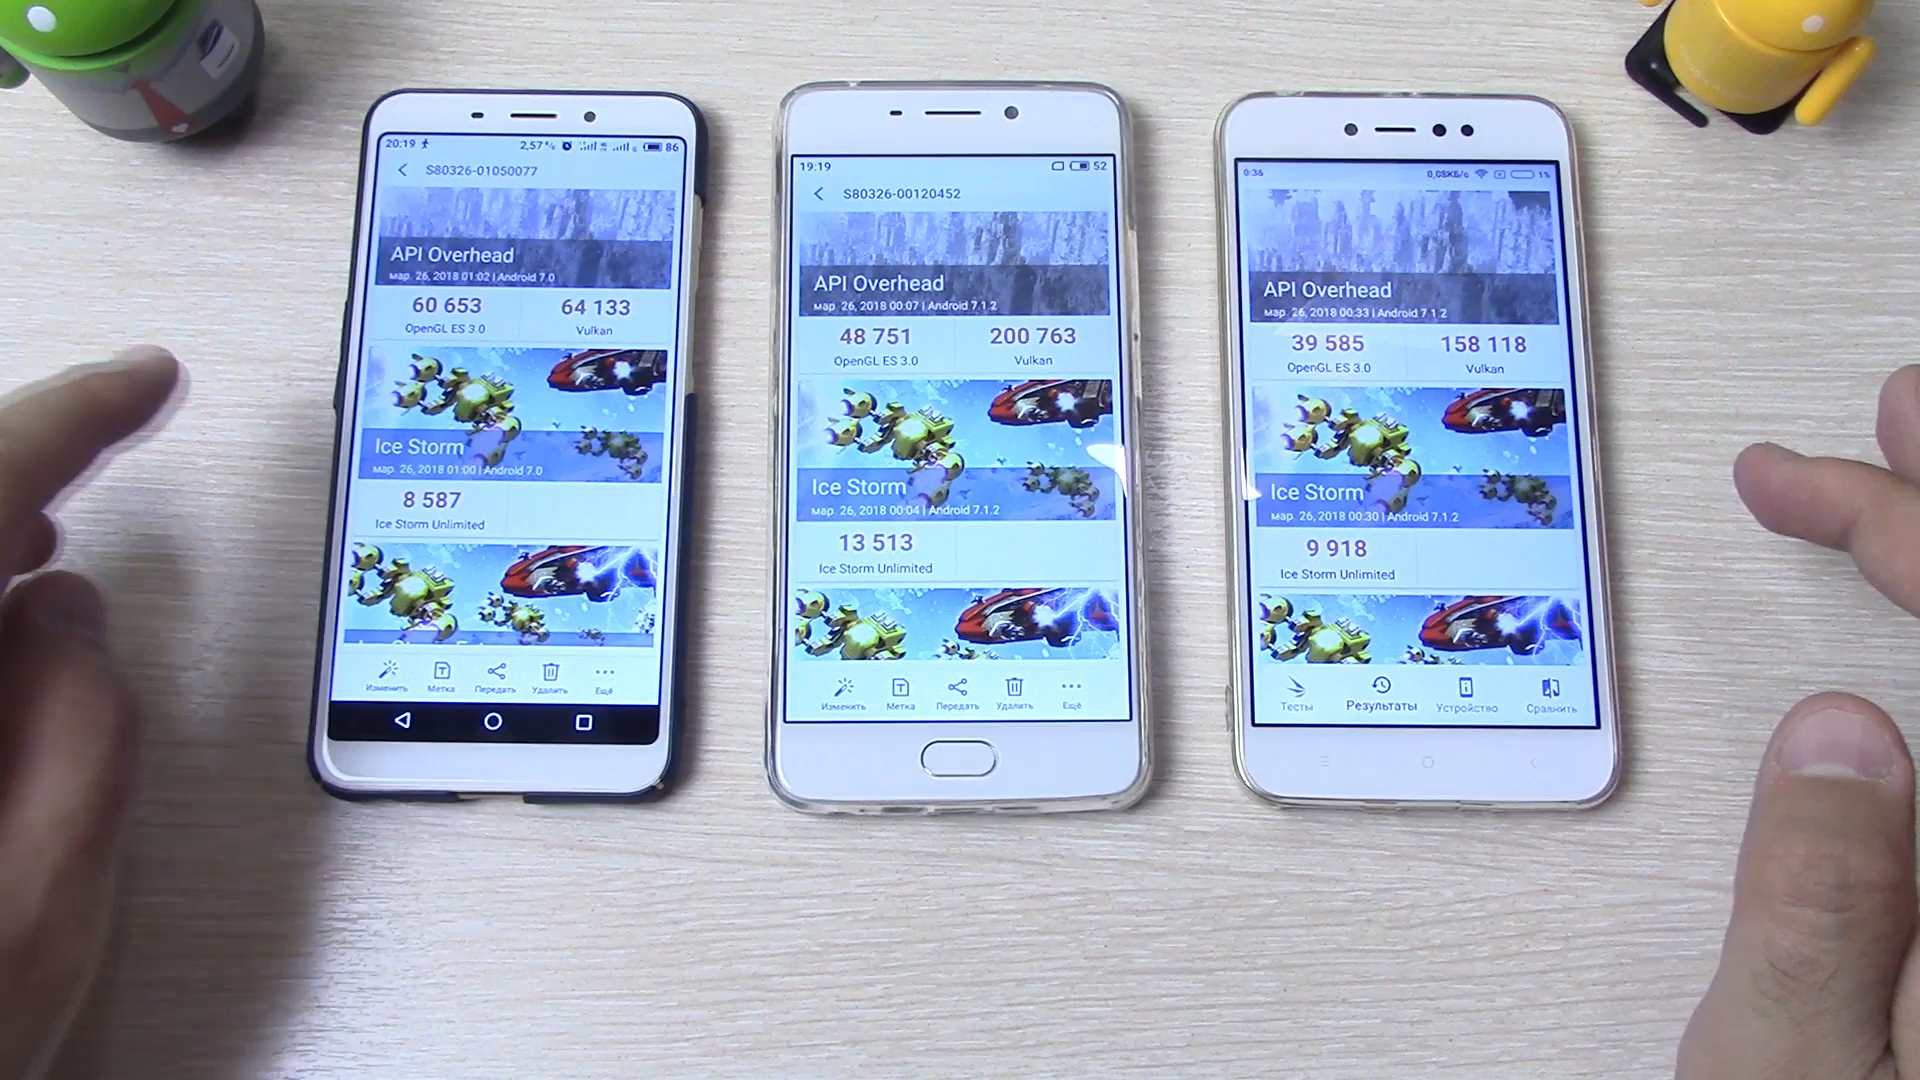 20:19 2,57 86
S80326-01050077
API Overhead
мар. 26, 2018 01:02 | Android 7.0
60 653 64 133
OpenGL ES 3.0 Vulkan
Ice Storm
мар. 26, 2018 01:00 | Android 7.0
8 587
Ice Storm Unlimited
Изменить Метка Передать Удалить Ещё
19:19 52
S80326-00120452
API Overhead
мар. 26, 2018 00:07 | Android 7.1.2
48 751 200 763
OpenGL ES 3.0 Vulkan
Ice Storm
мар. 26, 2018 00:04 | Android 7.1.2
13 513
Ice Storm Unlimited
Изменить Метка Передать Удалить Ещё
0:36 0,08КБ/с 1%
API Overhead
мар. 26, 2018 00:33 | Android 7.1.2
39 585 158 118
OpenGL ES 3.0 Vulkan
Ice Storm
мар. 26, 2018 00:30 | Android 7.1.2
9 918
Ice Storm Unlimited
Тесты Результаты Устройство Сравнить